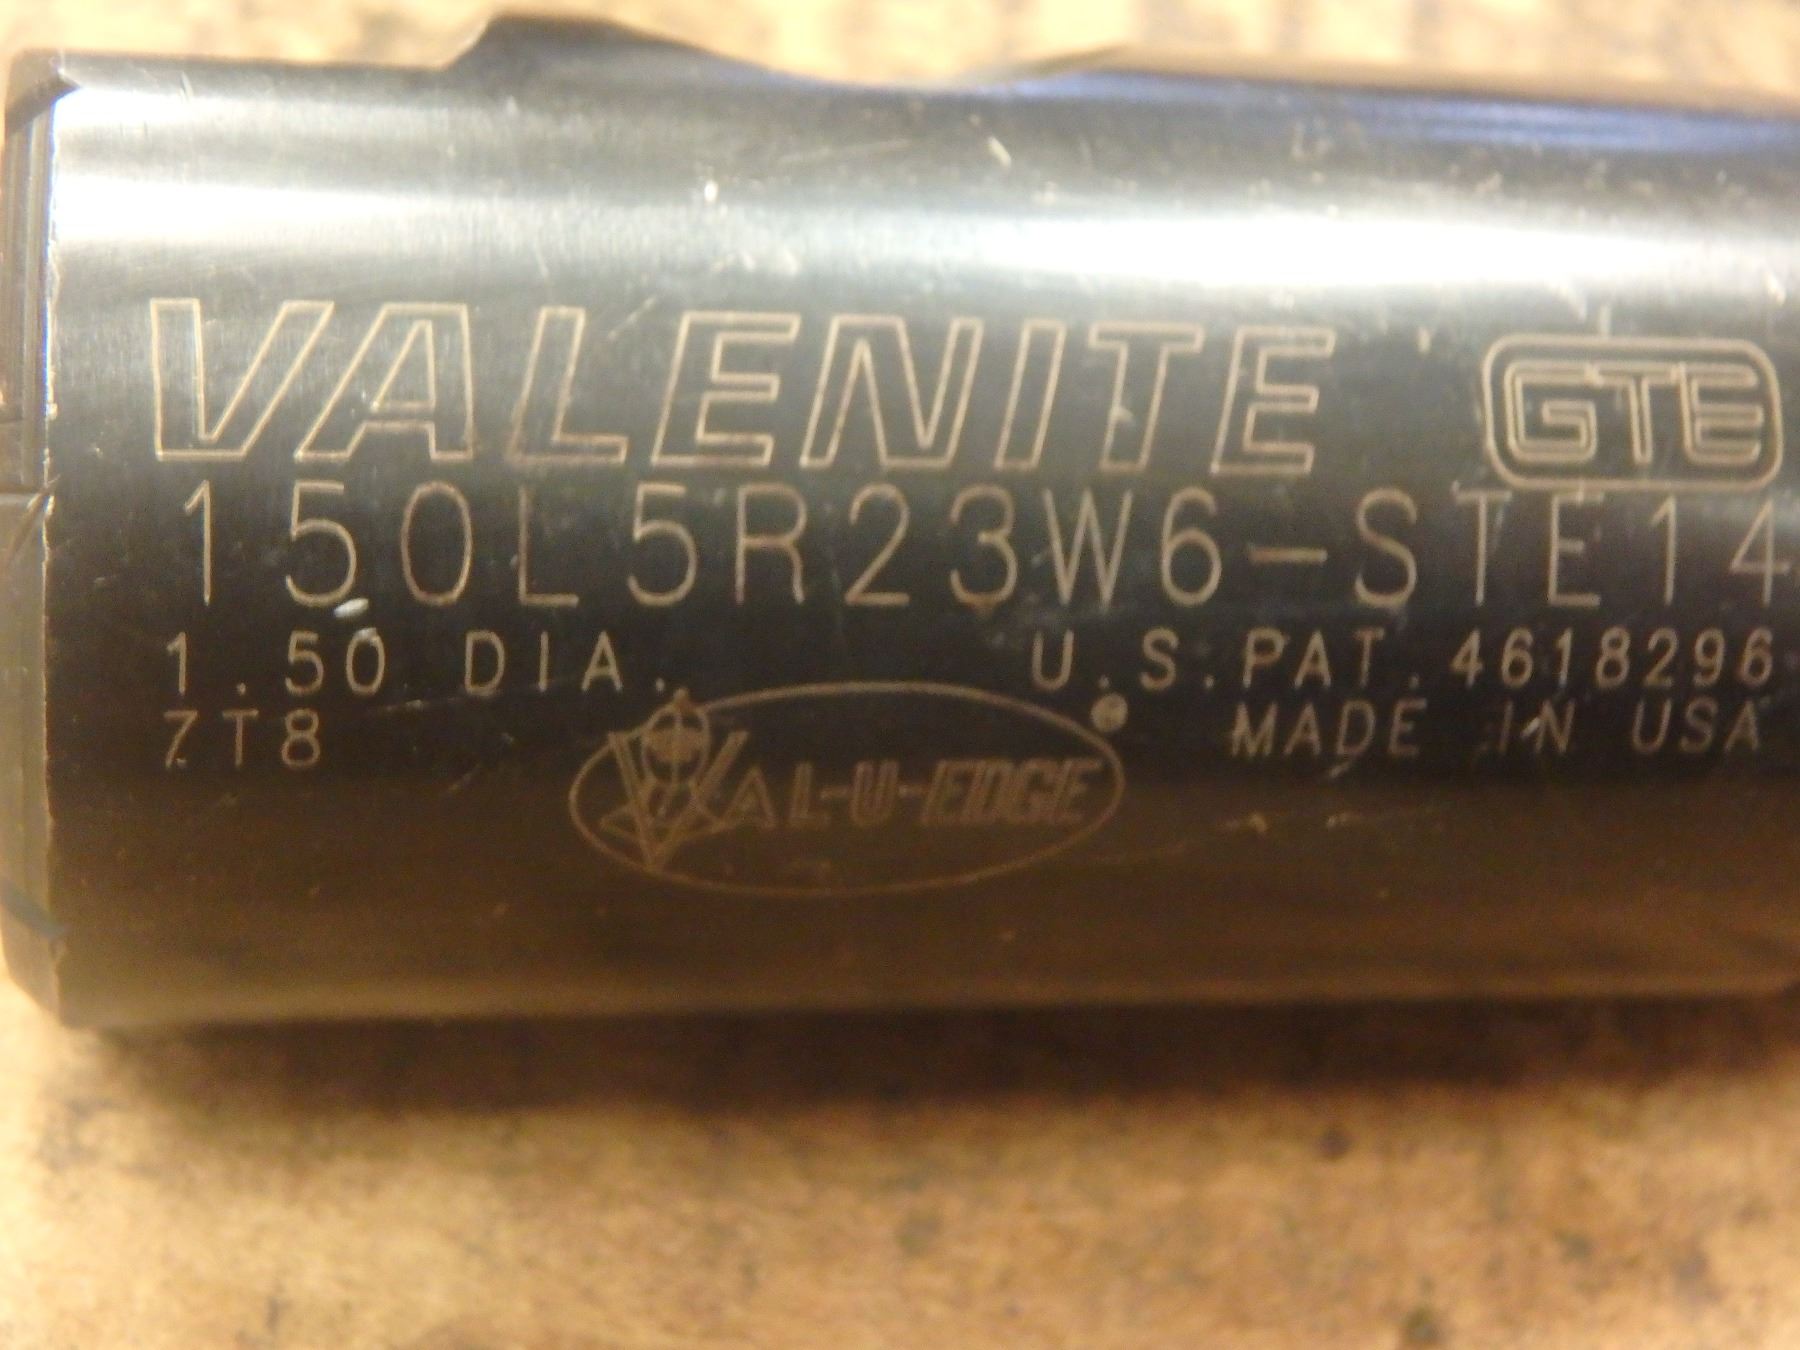 VALENITE GTE
150L5R23W6-STE14
1.50 DIA. U.S.PAT.4618296
7T8 MADE IN USA
VAL-U-EDGE